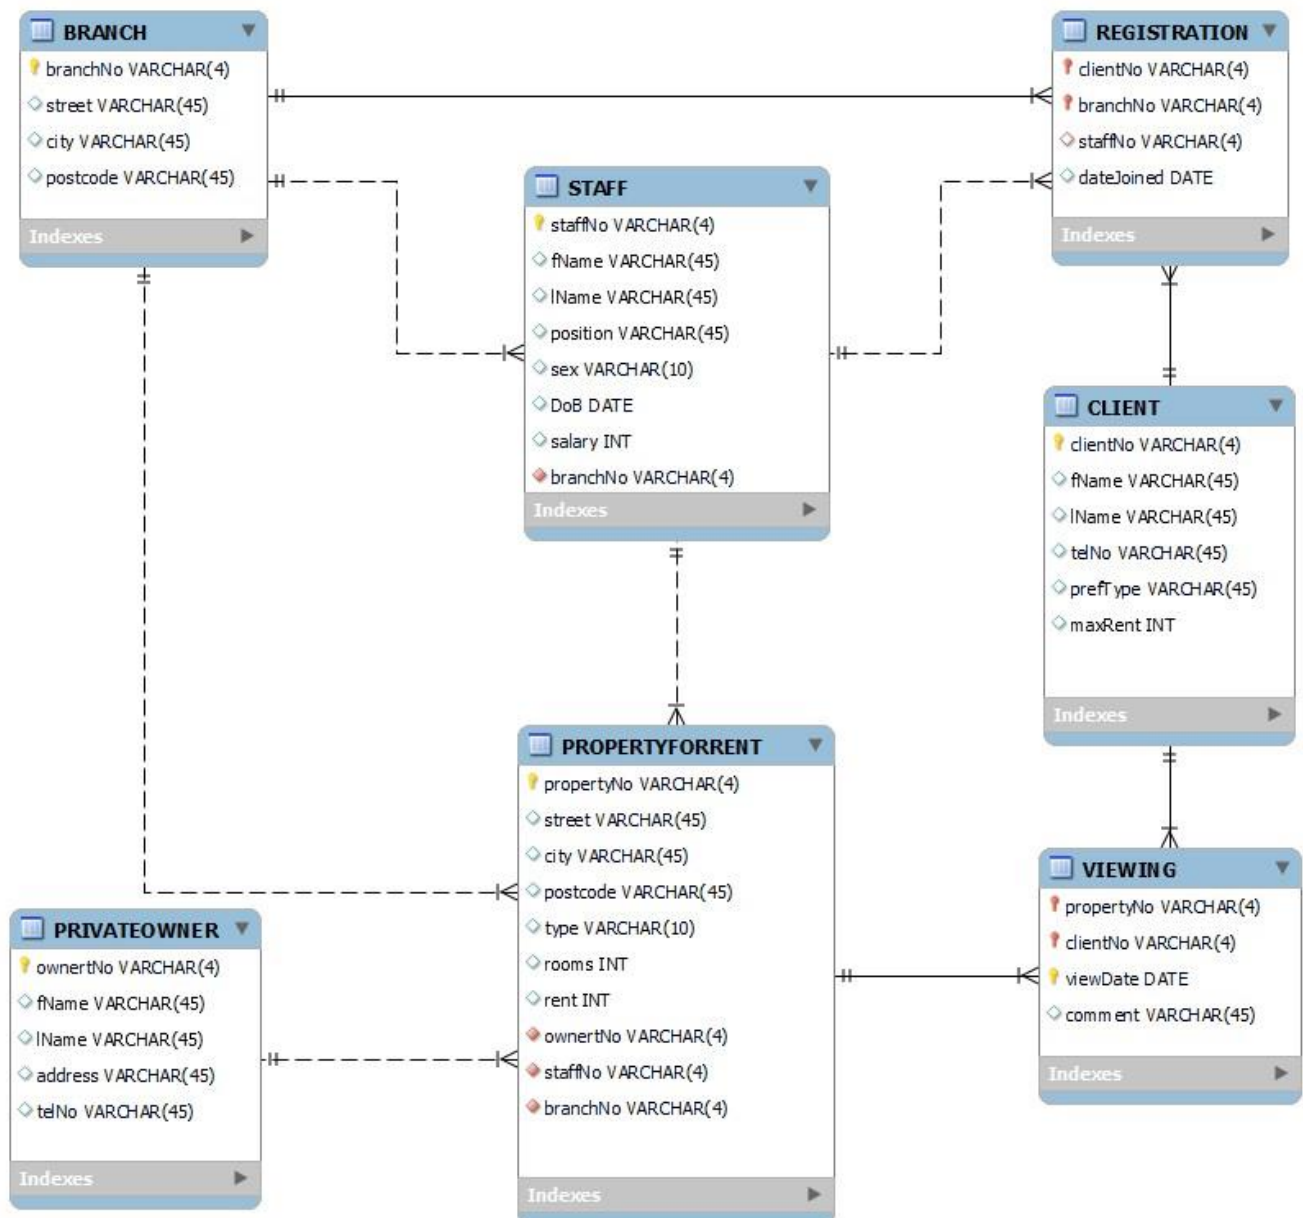 BRANCH
branchNo VARCHAR(4)
street VARCHAR(45)
city VARCHAR(45)
postcode VARCHAR(45)
Indexes
REGISTRATION
clientNo VARCHAR(4)
branchNo VARCHAR(4)
staffNo VARCHAR(4)
dateJoined DATE
Indexes
STAFF
staffNo VARCHAR(4)
fName VARCHAR(45)
lName VARCHAR(45)
position VARCHAR(45)
sex VARCHAR(10)
DoB DATE
salary INT
branchNo VARCHAR(4)
Indexes
CLIENT
clientNo VARCHAR(4)
fName VARCHAR(45)
lName VARCHAR(45)
telNo VARCHAR(45)
prefType VARCHAR(45)
maxRent INT
Indexes
PROPERTYFORRENT
propertyNo VARCHAR(4)
street VARCHAR(45)
city VARCHAR(45)
postcode VARCHAR(45)
type VARCHAR(10)
rooms INT
rent INT
ownertNo VARCHAR(4)
staffNo VARCHAR(4)
branchNo VARCHAR(4)
Indexes
VIEWING
propertyNo VARCHAR(4)
clientNo VARCHAR(4)
viewDate DATE
comment VARCHAR(45)
Indexes
PRIVATEOWNER
ownertNo VARCHAR(4)
fName VARCHAR(45)
lName VARCHAR(45)
address VARCHAR(45)
telNo VARCHAR(45)
Indexes